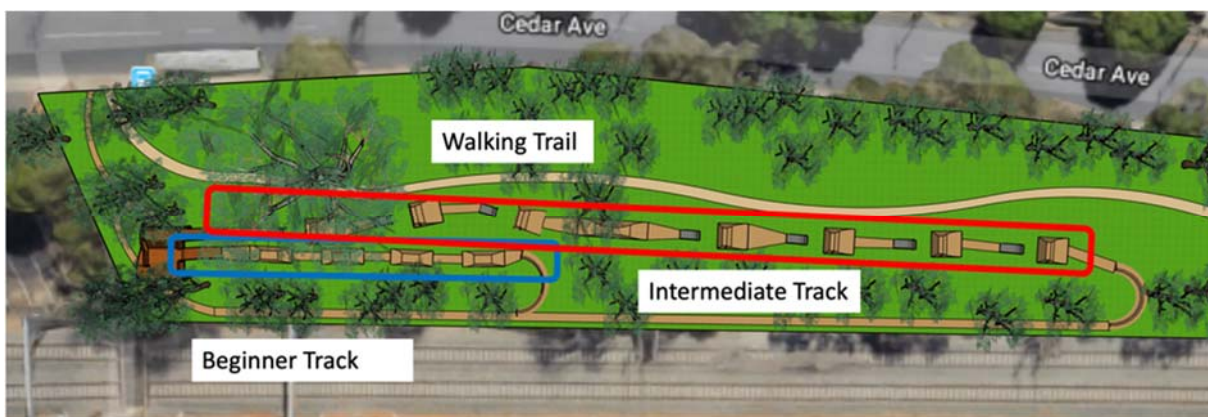 Cedar Ave
Cedar Ave
P
Walking Trail
Intermediate Track
Beginner Track